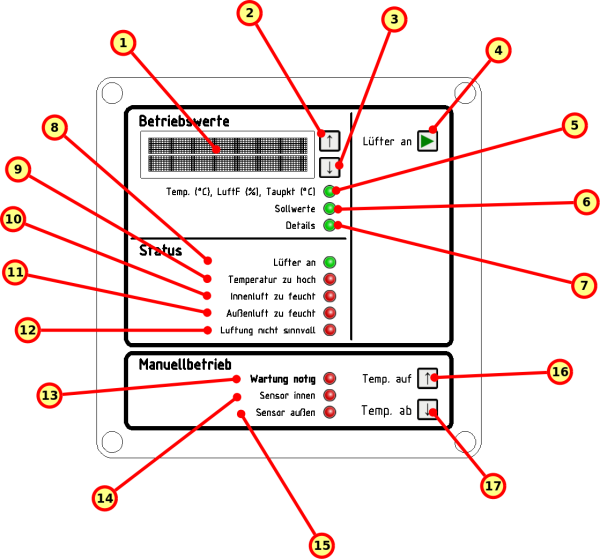 1
2
3
4
5
6
7
8
9
10
11
12
13
14
15
16
17
Betriebswerte
↑
↓
Lüfter an
Temp. (°C), LuftF (%), Taupkt (°C)
Sollwerte
Details
Status
Lüfter an
Temperatur zu hoch
Innenluft zu feucht
Außenluft zu feucht
Luftung nicht sinnvoll
Manuellbetrieb
Wartung notig
Sensor innen
Sensor außen
Temp. auf ↑
Temp. ab ↓